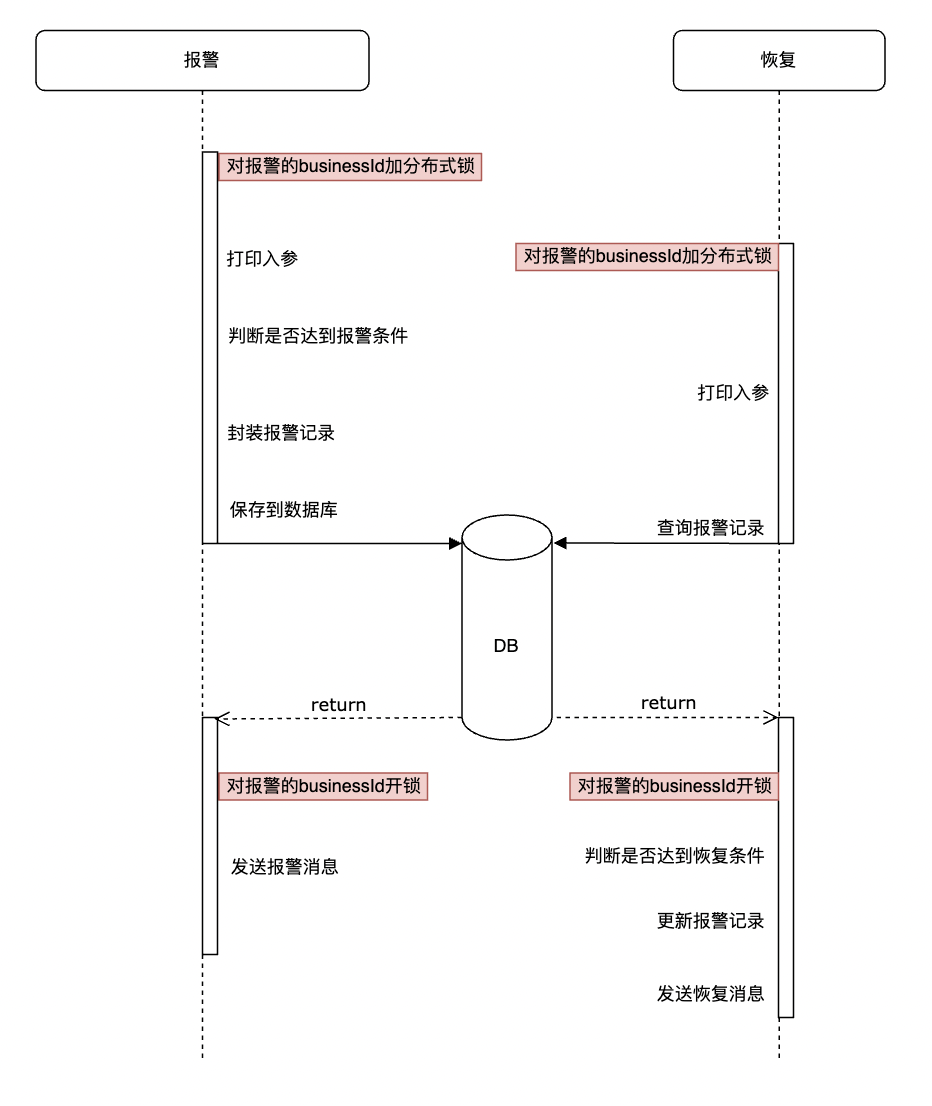 报警
恢复
对报警的businessId加分布式锁
对报警的businessId加分布式锁
打印入参
判断是否达到报警条件
打印入参
封装报警记录
保存到数据库
查询报警记录
DB
return
return
对报警的businessId开锁
对报警的businessId开锁
判断是否达到恢复条件
发送报警消息
更新报警记录
发送恢复消息